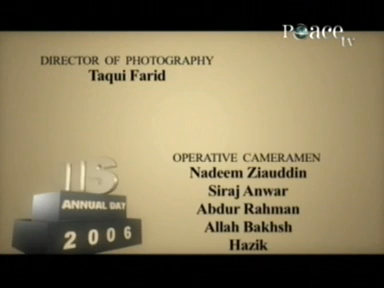 Peace tv
DIRECTOR OF PHOTOGRAPHY
Taqui Farid
OPERATIVE CAMERAMEN
Nadeem Ziauddin
Siraj Anwar
Abdur Rahman
Allah Bakhsh
Hazik
IIS
ANNUAL DAY
2006